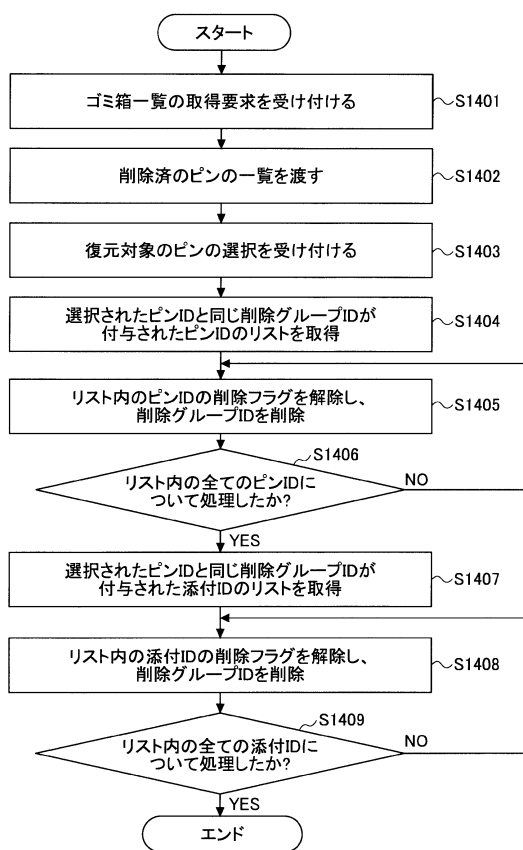 スタート
ゴミ箱一覧の取得要求を受け付ける
S1401
削除済のピンの一覧を渡す
S1402
復元対象のピンの選択を受け付ける
S1403
選択されたピンIDと同じ削除グループIDが
付与されたピンIDのリストを取得
S1404
リスト内のピンIDの削除フラグを解除し、
削除グループIDを削除
S1405
S1406
リスト内の全てのピンIDに
ついて処理したか?
NO
YES
選択されたピンIDと同じ削除グループIDが
付与された添付IDのリストを取得
S1407
リスト内の添付IDの削除フラグを解除し、
削除グループIDを削除
S1408
S1409
リスト内の全ての添付IDに
ついて処理したか?
NO
YES
エンド